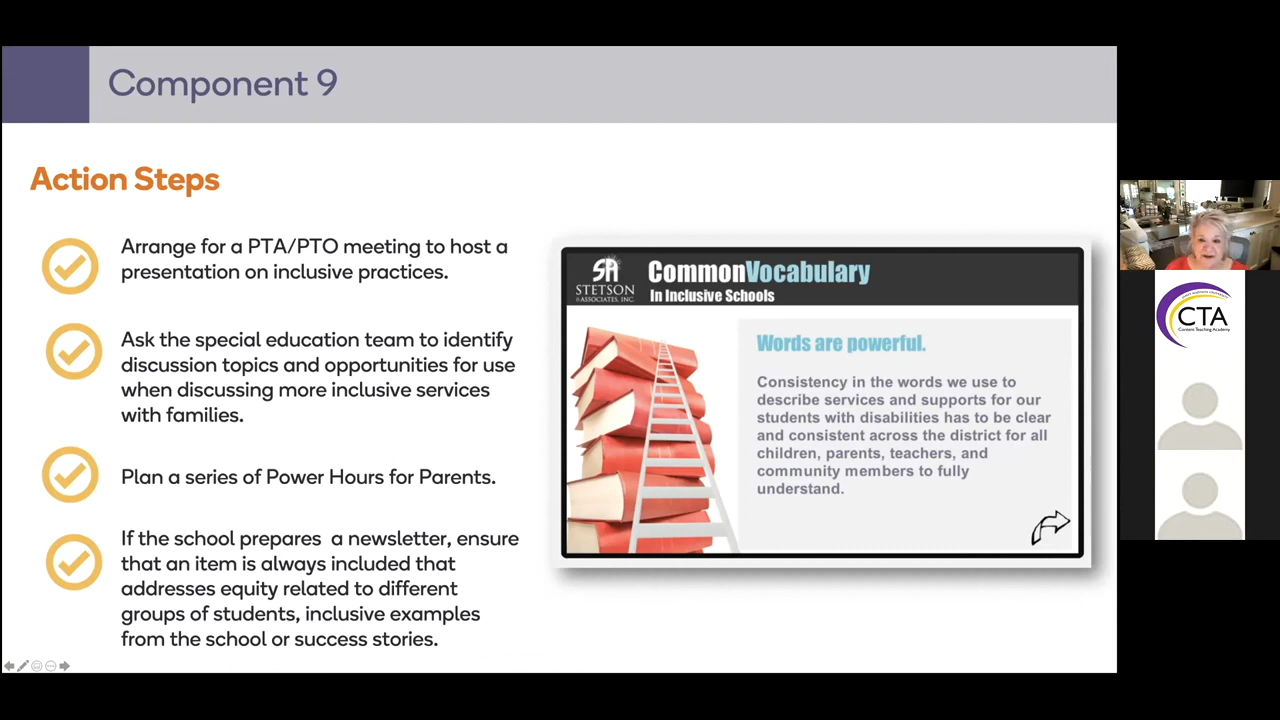 Component 9
Action Steps
Arrange for a PTA/PTO meeting to host a
presentation on inclusive practices.
Ask the special education team to identify
discussion topics and opportunities for use
when discussing more inclusive services
with families.
Plan a series of Power Hours for Parents.
If the school prepares a newsletter, ensure
that an item is always included that
addresses equity related to different
groups of students, inclusive examples
from the school or success stories.
SA
STETSON
& ASSOCIATES, INC.
CommonVocabulary
In Inclusive Schools
Words are powerful.
Consistency in the words we use to
describe services and supports for our
students with disabilities has to be clear
and consistent across the district for all
children, parents, teachers, and
community members to fully
understand.
JAMES MADISON UNIVERSITY
CTA
Content Teaching Academy